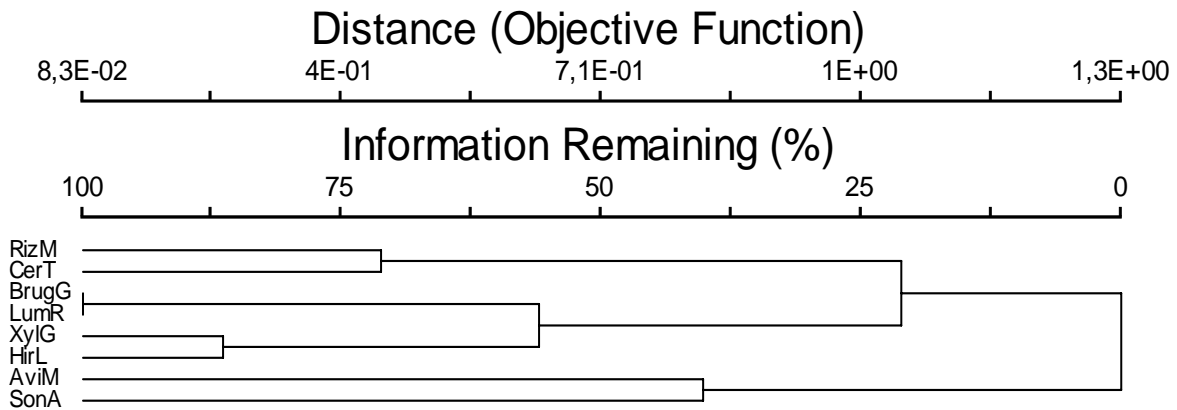 Distance (Objective Function)
8,3E-02 4E-01 7,1E-01 1E+00 1,3E+00
Information Remaining (%)
100 75 50 25 0
RizM
CerT
BrugG
LumR
XylG
HirL
AviM
SonA